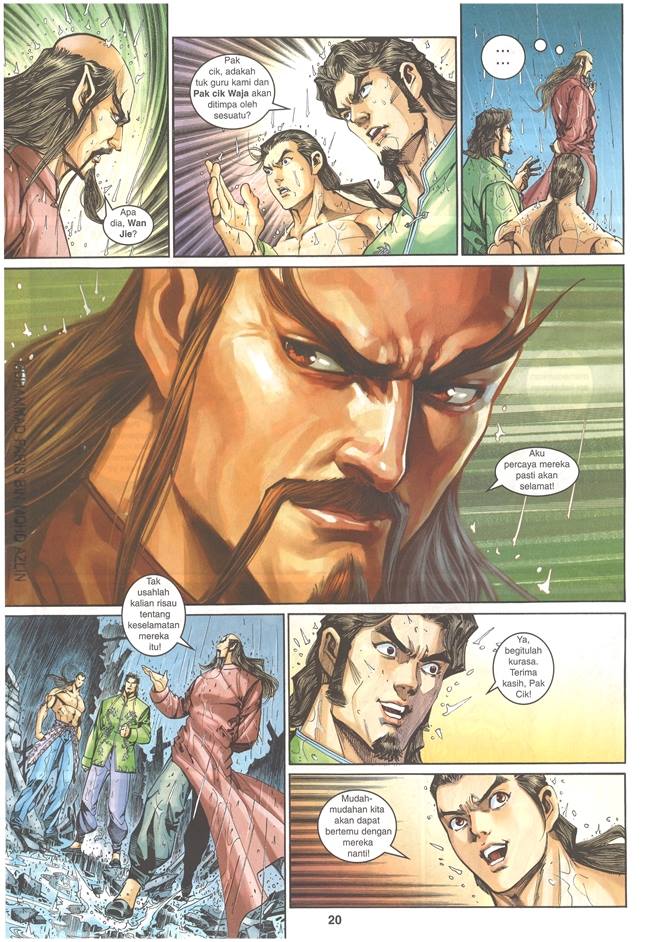 Apa
dia, Wan
Jie?
Pak
cik, adakah
tuk guru kami dan
Pak cik Waja akan
ditimpa oleh
sesuatu?
...
...
Aku
percaya mereka
pasti akan
selamat!
Tak
usahlah
kalian risau
tentang
keselamatan
mereka
itu!
Ya,
begitulah
kurasa.
Terima
kasih, Pak
Cik!
Mudah-
mudahan kita
akan dapat
bertemu dengan
mereka
nanti!
20